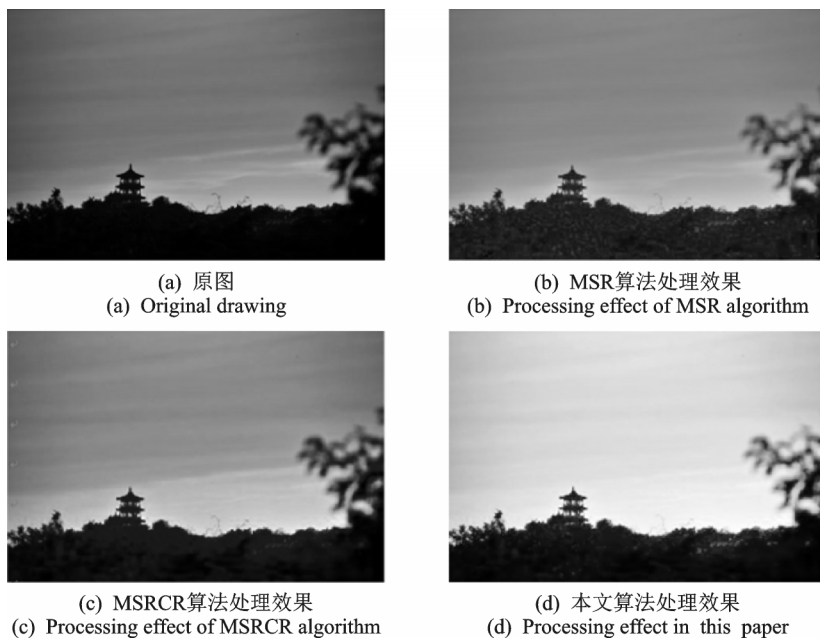 (a) 原图
(a) Original drawing
(b) MSR算法处理效果
(b) Processing effect of MSR algorithm
(c) MSRCR算法处理效果
(c) Processing effect of MSRCR algorithm
(d) 本文算法处理效果
(d) Processing effect in this paper